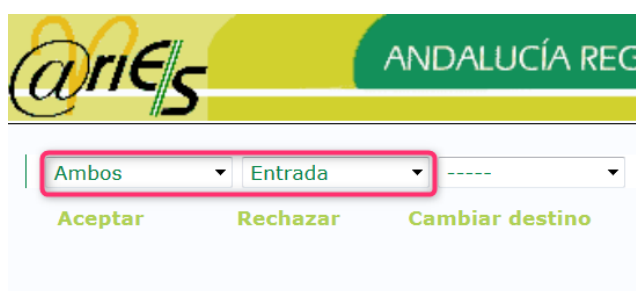 @rieS
ANDALUCÍA REG
Ambos Entrada -----
Aceptar Rechazar Cambiar destino